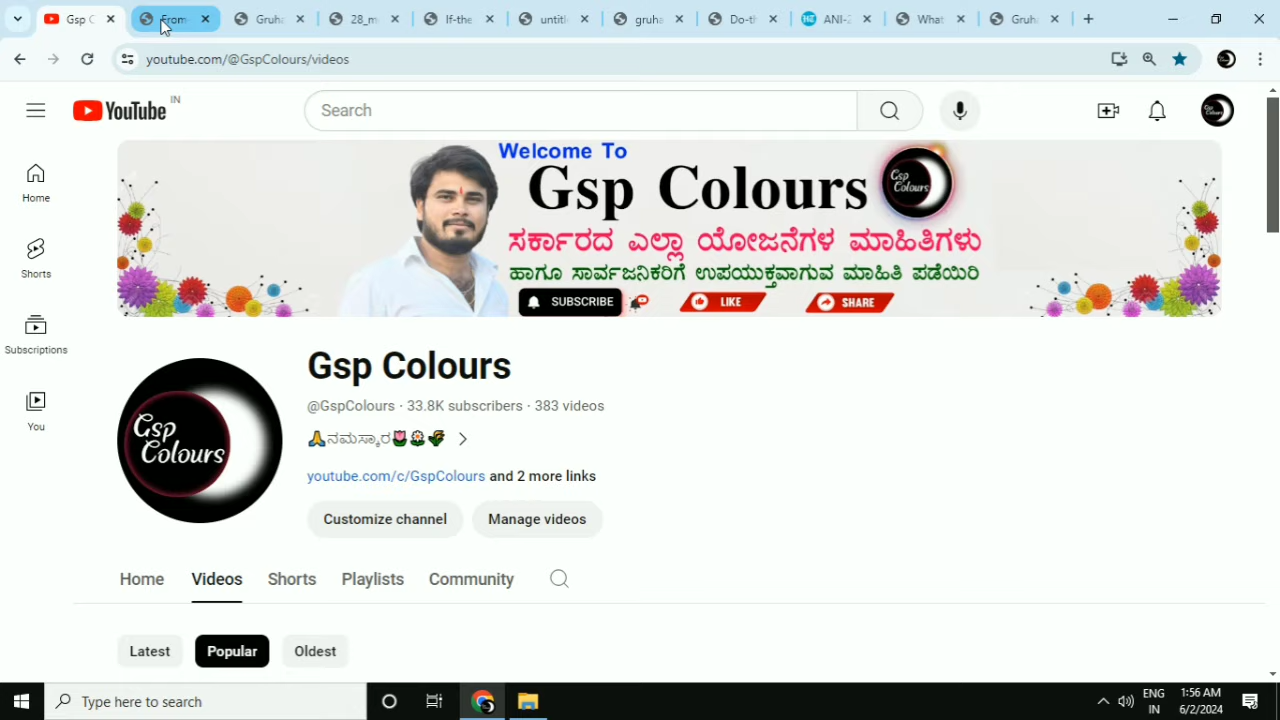 Gsp C
From
Gruha
28_m
If-the
untitl
gruha
Do-th
ANI-2
What
Gruh
youtube.com/@GspColours/videos
YouTube IN
Search
Gsp Colours
Home
Shorts
Subscriptions
You
Welcome To
Gsp Colours
Gsp Colours
ಸರ್ಕಾರದ ಎಲ್ಲಾ ಯೋಜನೆಗಳ ಮಾಹಿತಿಗಳು
ಹಾಗೂ ಸಾರ್ವಜನಿಕರಿಗೆ ಉಪಯುಕ್ತವಾಗುವ ಮಾಹಿತಿ ಪಡೆಯಿರಿ
SUBSCRIBE LIKE SHARE
Gsp
Colours
Gsp Colours
@GspColours · 33.8K subscribers · 383 videos
🙏ನಮಸ್ಕಾರ🌷🌼💐
youtube.com/c/GspColours and 2 more links
Customize channel Manage videos
Home Videos Shorts Playlists Community
Latest Popular Oldest
Type here to search
ENG
IN
1:56 AM
6/2/2024